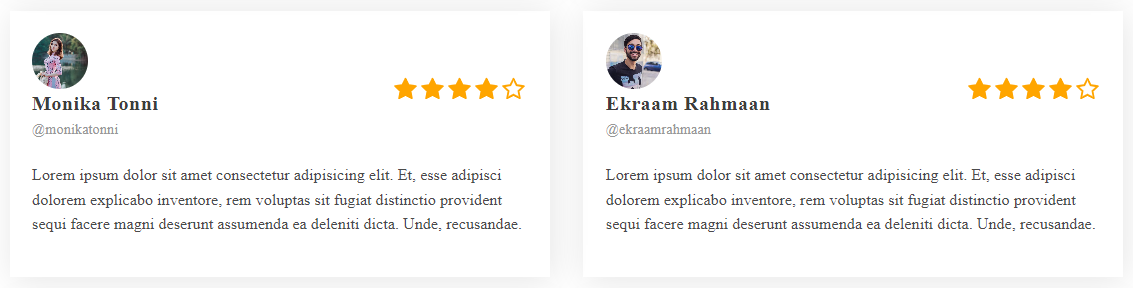 Monika Tonni
@monikatonni
Lorem ipsum dolor sit amet consectetur adipisicing elit. Et, esse adipisci
dolorem explicabo inventore, rem voluptas sit fugiat distinctio provident
sequi facere magni deserunt assumenda ea deleniti dicta. Unde, recusandae.
Ekraam Rahmaan
@ekraamrahmaan
Lorem ipsum dolor sit amet consectetur adipisicing elit. Et, esse adipisci
dolorem explicabo inventore, rem voluptas sit fugiat distinctio provident
sequi facere magni deserunt assumenda ea deleniti dicta. Unde, recusandae.